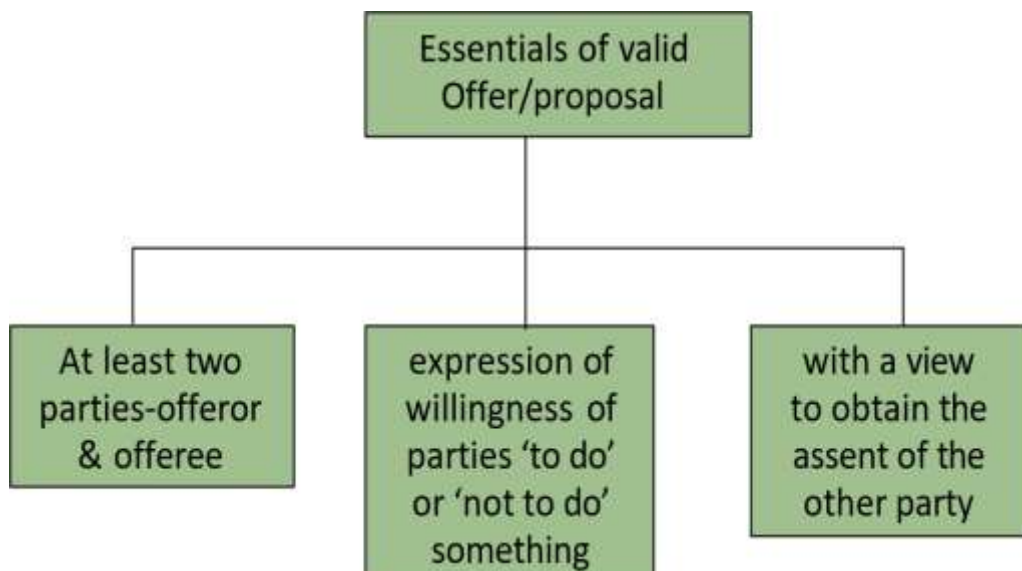 Essentials of valid
Offer/proposal
At least two
parties-offeror
& offeree
expression of
willingness of
parties ‘to do’
or ‘not to do’
something
with a view
to obtain the
assent of the
other party